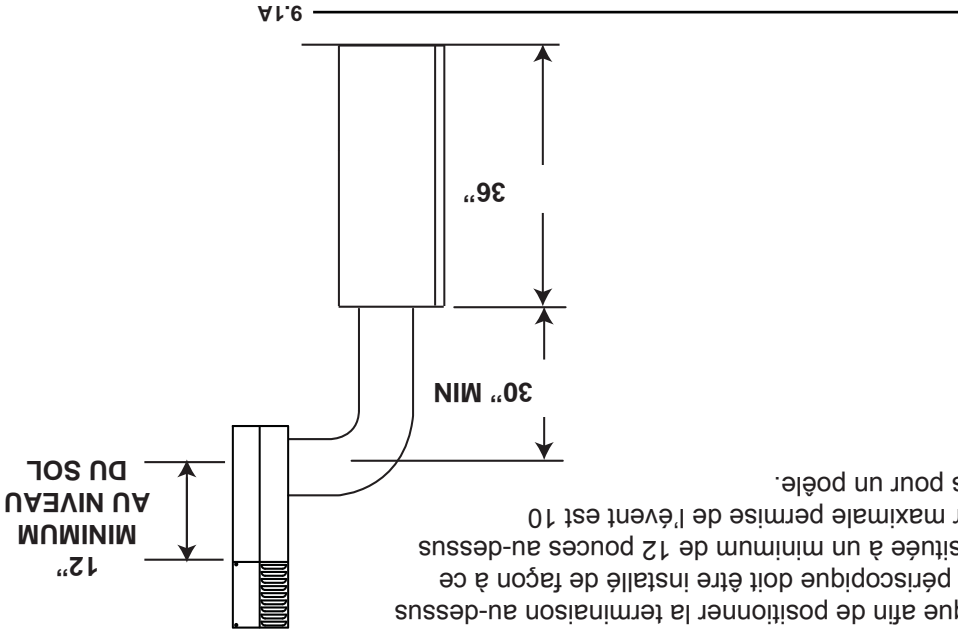 que afin de positionner la terminaison au-dessus
périscopique doit être installé de façon à ce
située à un minimum de 12 pouces au-dessus
r maximale permise de l'évent est 10
s pour un poêle.
12"
MINIMUM
AU NIVEAU
DU SOL
30" MIN
36"
9.1A